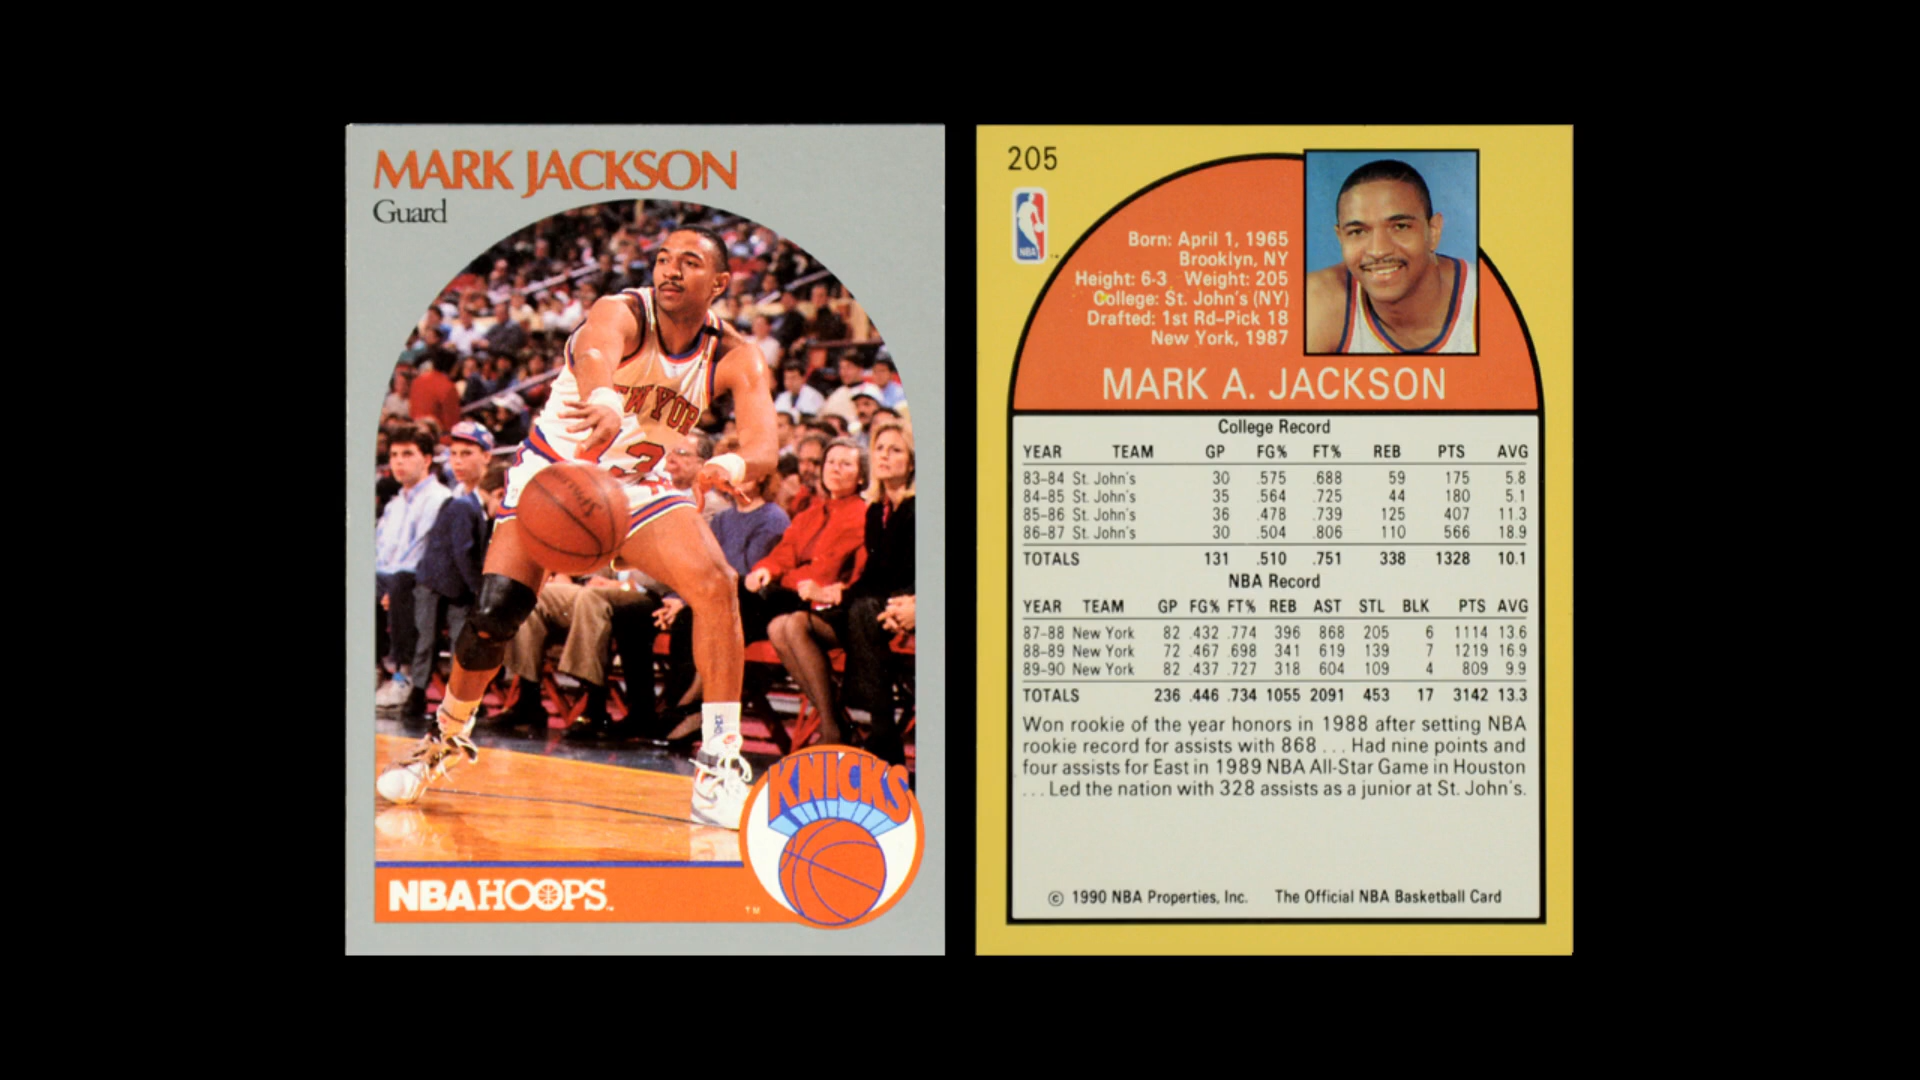 MARK JACKSON
Guard
NEW YORK
3
KNICKS
NBA HOOPS™
TM
205
NBA
Born: April 1, 1965
Brooklyn, NY
Height: 6-3 Weight: 205
College: St. John's (NY)
Drafted: 1st Rd-Pick 18
New York, 1987
MARK A. JACKSON
College Record
YEAR TEAM GP FG% FT% REB PTS AVG
83-84 St. John's 30 .575 .688 59 175 5.8
84-85 St. John's 35 .564 .725 44 180 5.1
85-86 St. John's 36 .478 .739 125 407 11.3
86-87 St. John's 30 .504 .806 110 566 18.9
TOTALS 131 .510 .751 338 1328 10.1
NBA Record
YEAR TEAM GP FG% FT% REB AST STL BLK PTS AVG
87-88 New York 82 .432 .774 396 868 205 6 1114 13.6
88-89 New York 72 .467 .698 341 619 139 7 1219 16.9
89-90 New York 82 .437 .727 318 604 109 4 809 9.9
TOTALS 236 .446 .734 1055 2091 453 17 3142 13.3
Won rookie of the year honors in 1988 after setting NBA
rookie record for assists with 868 ... Had nine points and
four assists for East in 1989 NBA All-Star Game in Houston
... Led the nation with 328 assists as a junior at St. John's.
© 1990 NBA Properties, Inc. The Official NBA Basketball Card